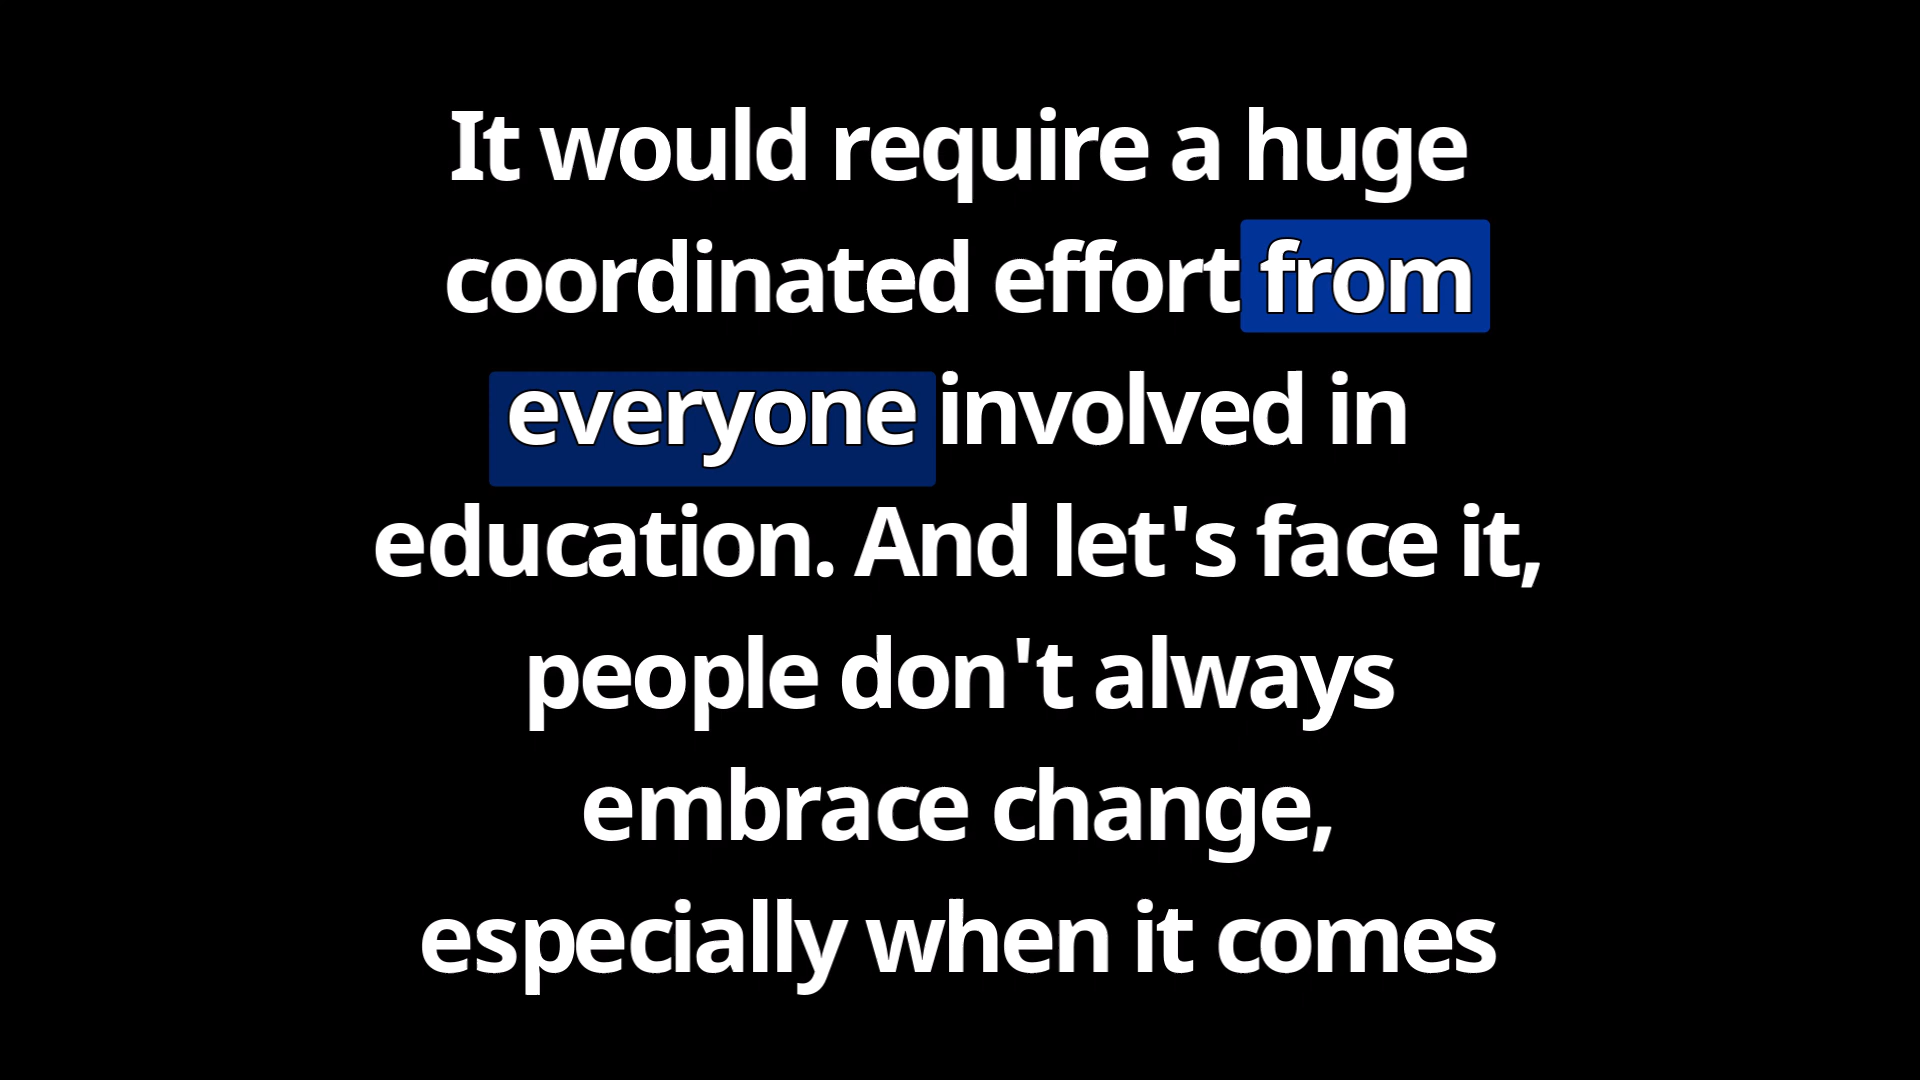 It would require a huge
coordinated effort from
everyone involved in
education. And let's face it,
people don't always
embrace change,
especially when it comes